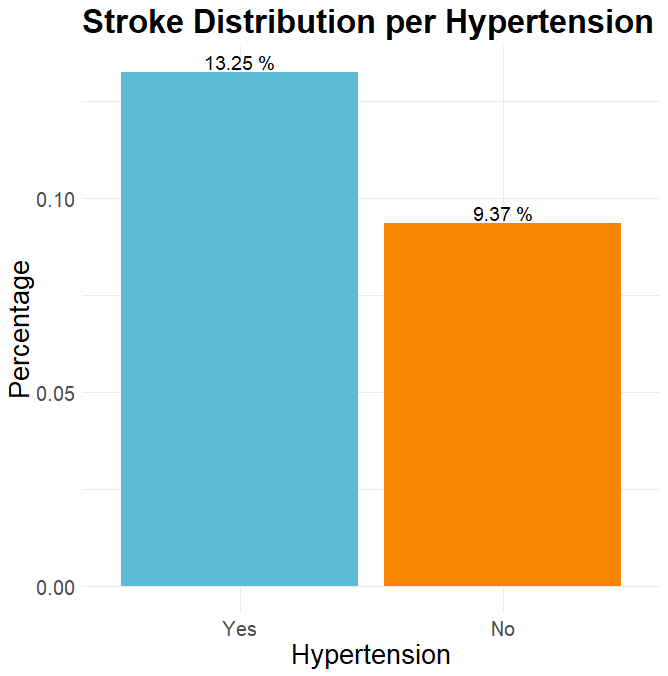 Stroke Distribution per Hypertension
13.25 %
9.37 %
Percentage
0.10
0.05
0.00
Yes No
Hypertension